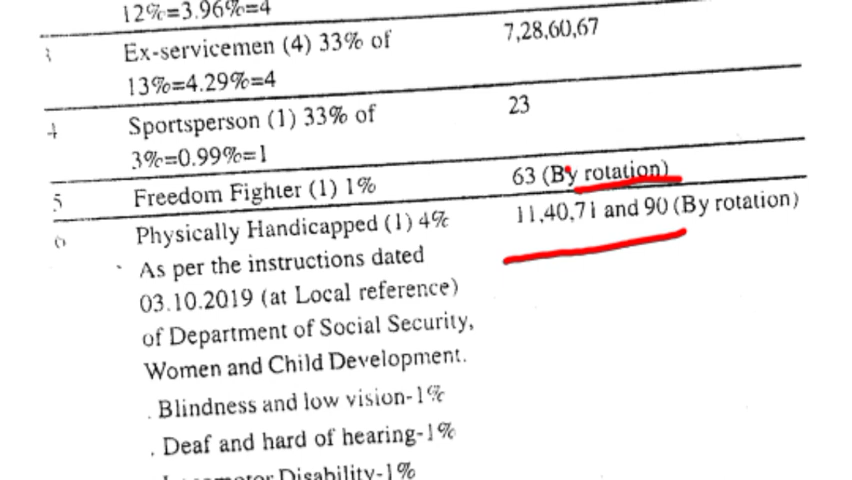 12%=3.96%=4
3 Ex-servicemen (4) 33% of 7,28,60,67
13%=4.29%=4
4 Sportsperson (1) 33% of 23
3%=0.99%=1
5 Freedom Fighter (1) 1% 63 (By rotation)
6 Physically Handicapped (1) 4% 11,40,71 and 90 (By rotation)
As per the instructions dated
03.10.2019 (at Local reference)
of Department of Social Security,
Women and Child Development.
. Blindness and low vision-1%
. Deaf and hard of hearing-1%
Disability-1%